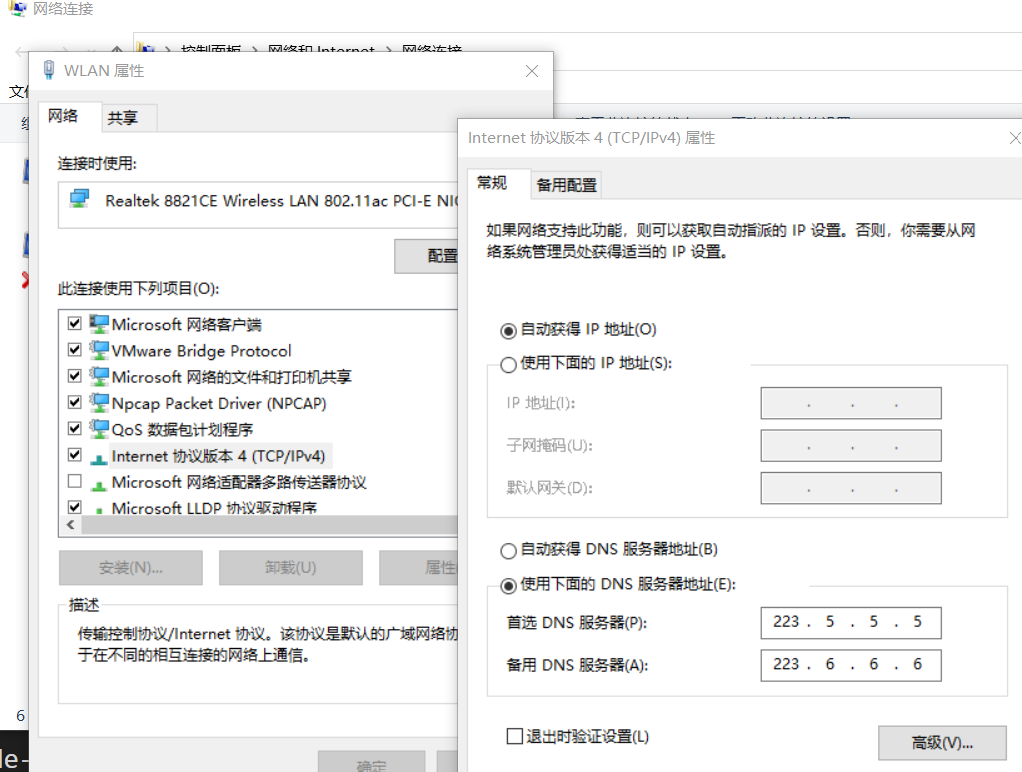 网络连接
控制面板 > 网络和 Internet > 网络连接
WLAN 属性
网络
共享
连接时使用:
Realtek 8821CE Wireless LAN 802.11ac PCI-E NIC
配置
此连接使用下列项目(O):
Microsoft 网络客户端
VMware Bridge Protocol
Microsoft 网络的文件和打印机共享
Npcap Packet Driver (NPCAP)
QoS 数据包计划程序
Internet 协议版本 4 (TCP/IPv4)
Microsoft 网络适配器多路传送器协议
Microsoft LLDP 协议驱动程序
安装(N)...
卸载(U)
属性
描述
传输控制协议/Internet 协议。该协议是默认的广域网络协
于在不同的相互连接的网络上通信。
确定
6
Internet 协议版本 4 (TCP/IPv4) 属性
常规
备用配置
如果网络支持此功能，则可以获取自动指派的 IP 设置。否则，你需要从网
络系统管理员处获得适当的 IP 设置。
自动获得 IP 地址(O)
使用下面的 IP 地址(S):
IP 地址(I):
子网掩码(U):
默认网关(D):
自动获得 DNS 服务器地址(B)
使用下面的 DNS 服务器地址(E):
首选 DNS 服务器(P): 223 . 5 . 5 . 5
备用 DNS 服务器(A): 223 . 6 . 6 . 6
退出时验证设置(L)
高级(V)...